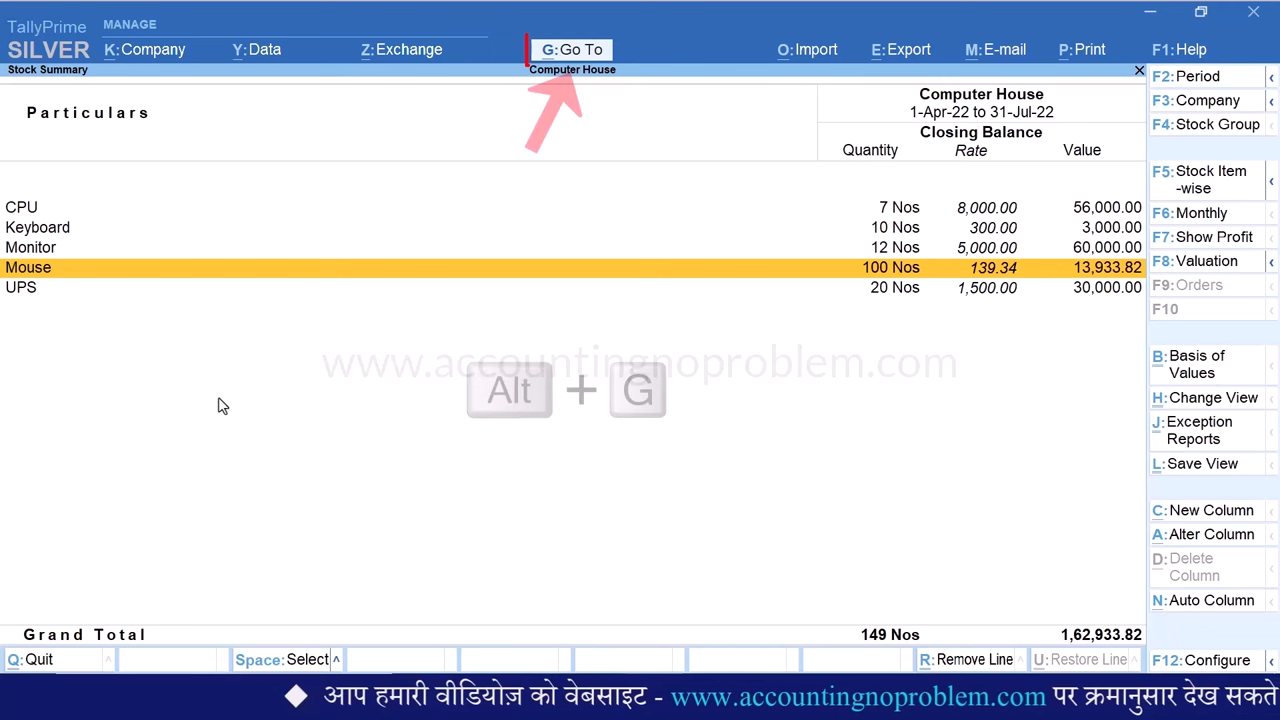 TallyPrime MANAGE
SILVER K:Company Y:Data Z:Exchange G:Go To O:Import E:Export M:E-mail P:Print F1:Help
Stock Summary Computer House
Particulars
Computer House
1-Apr-22 to 31-Jul-22
Closing Balance
Quantity Rate Value
CPU 7 Nos 8,000.00 56,000.00
Keyboard 10 Nos 300.00 3,000.00
Monitor 12 Nos 5,000.00 60,000.00
Mouse 100 Nos 139.34 13,933.82
UPS 20 Nos 1,500.00 30,000.00
www.accountingnoproblem.com
Alt + G
Grand Total 149 Nos 1,62,933.82
Q:Quit Space:Select R:Remove Line U:Restore Line
F2:Period
F3:Company
F4:Stock Group
F5:Stock Item
-wise
F6:Monthly
F7:Show Profit
F8:Valuation
F9:Orders
F10
B:Basis of
Values
H:Change View
J:Exception
Reports
L:Save View
C:New Column
A:Alter Column
D:Delete
Column
N:Auto Column
F12:Configure
◆ आप हमारी वीडियोज़ को वेबसाइट - www.accountingnoproblem.com पर क्रमानुसार देख सकते